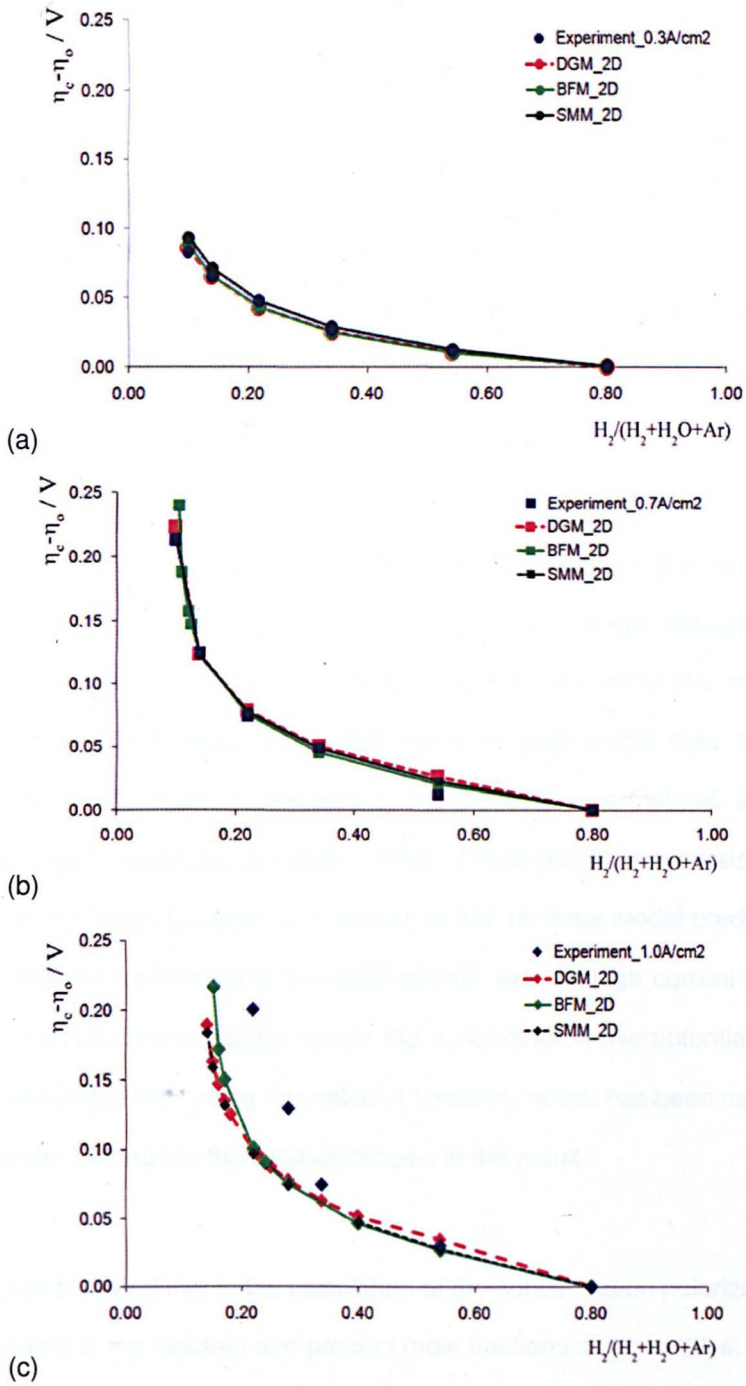 η_c-η_o / V
0.25
0.20
0.15
0.10
0.05
0.00
0.00 0.20 0.40 0.60 0.80 1.00
Experiment_0.3A/cm2
DGM_2D
BFM_2D
SMM_2D
H₂/(H₂+H₂O+Ar)
(a)
η_c-η_o / V
0.25
0.20
0.15
0.10
0.05
0.00
0.00 0.20 0.40 0.60 0.80 1.00
Experiment_0.7A/cm2
DGM_2D
BFM_2D
SMM_2D
H₂/(H₂+H₂O+Ar)
(b)
η_c-η_o / V
0.25
0.20
0.15
0.10
0.05
0.00
0.00 0.20 0.40 0.60 0.80 1.00
Experiment_1.0A/cm2
DGM_2D
BFM_2D
SMM_2D
H₂/(H₂+H₂O+Ar)
(c)